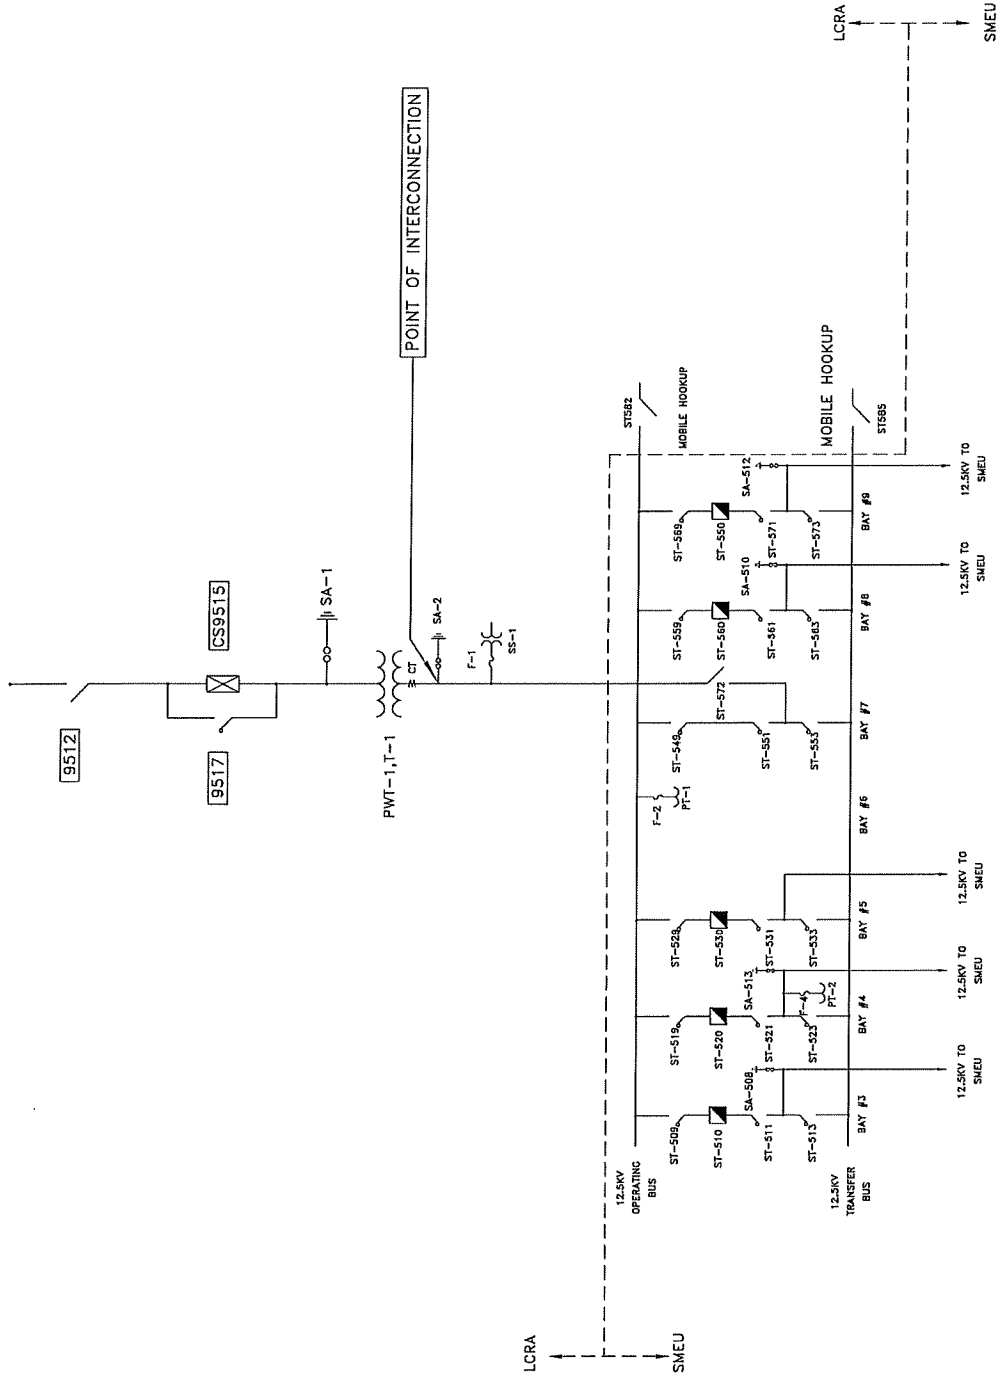 LCRA
SMEU
9512
CS9515
9517
SA-1
PWT-1,T-1
CT
SA-2
POINT OF INTERCONNECTION
F-1
SS-1
12.5KV
OPERATING
BUS
12.5KV
TRANSFER
BUS
ST582
MOBILE HOOKUP
MOBILE HOOKUP
ST585
ST-509
ST-510
ST-511
ST-513
SA-508
BAY #3
12.5KV TO
SMEU
ST-519
ST-520
ST-521
ST-523
SA-513
F-4
PT-2
BAY #4
12.5KV TO
SMEU
ST-529
ST-530
ST-531
ST-533
BAY #5
12.5KV TO
SMEU
F-2
PT-1
BAY #6
ST-549
ST-551
ST-553
ST-572
BAY #7
ST-559
ST-560
ST-561
ST-563
SA-510
BAY #8
12.5KV TO
SMEU
ST-569
ST-550
ST-571
ST-573
SA-512
BAY #9
12.5KV TO
SMEU
LCRA
SMEU